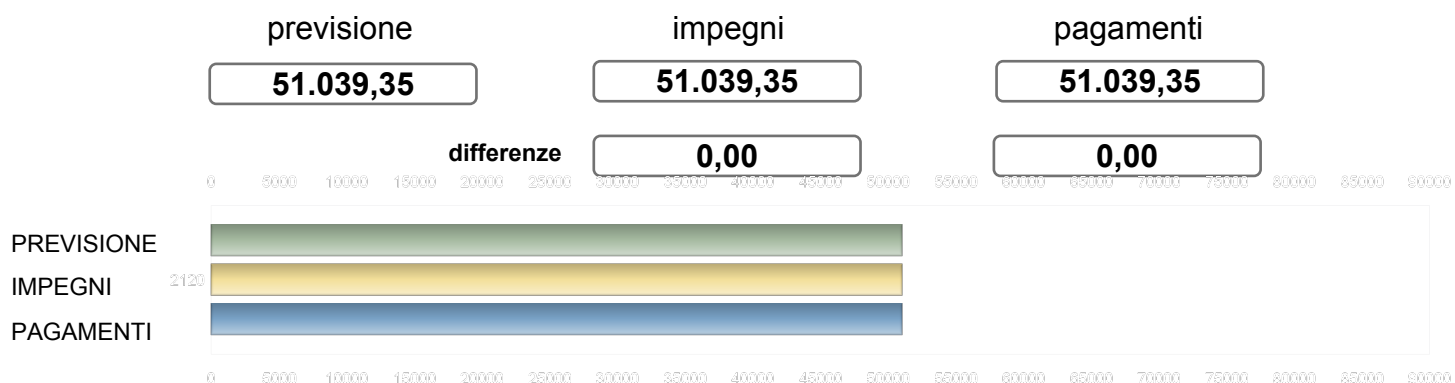 previsione impegni pagamenti
51.039,35 51.039,35 51.039,35
differenze 0,00 0,00
0 5000 10000 15000 20000 25000 30000 35000 40000 45000 50000 55000 60000 65000 70000 75000 80000 85000 90000
PREVISIONE
2120
IMPEGNI
PAGAMENTI
0 5000 10000 15000 20000 25000 30000 35000 40000 45000 50000 55000 60000 65000 70000 75000 80000 85000 90000